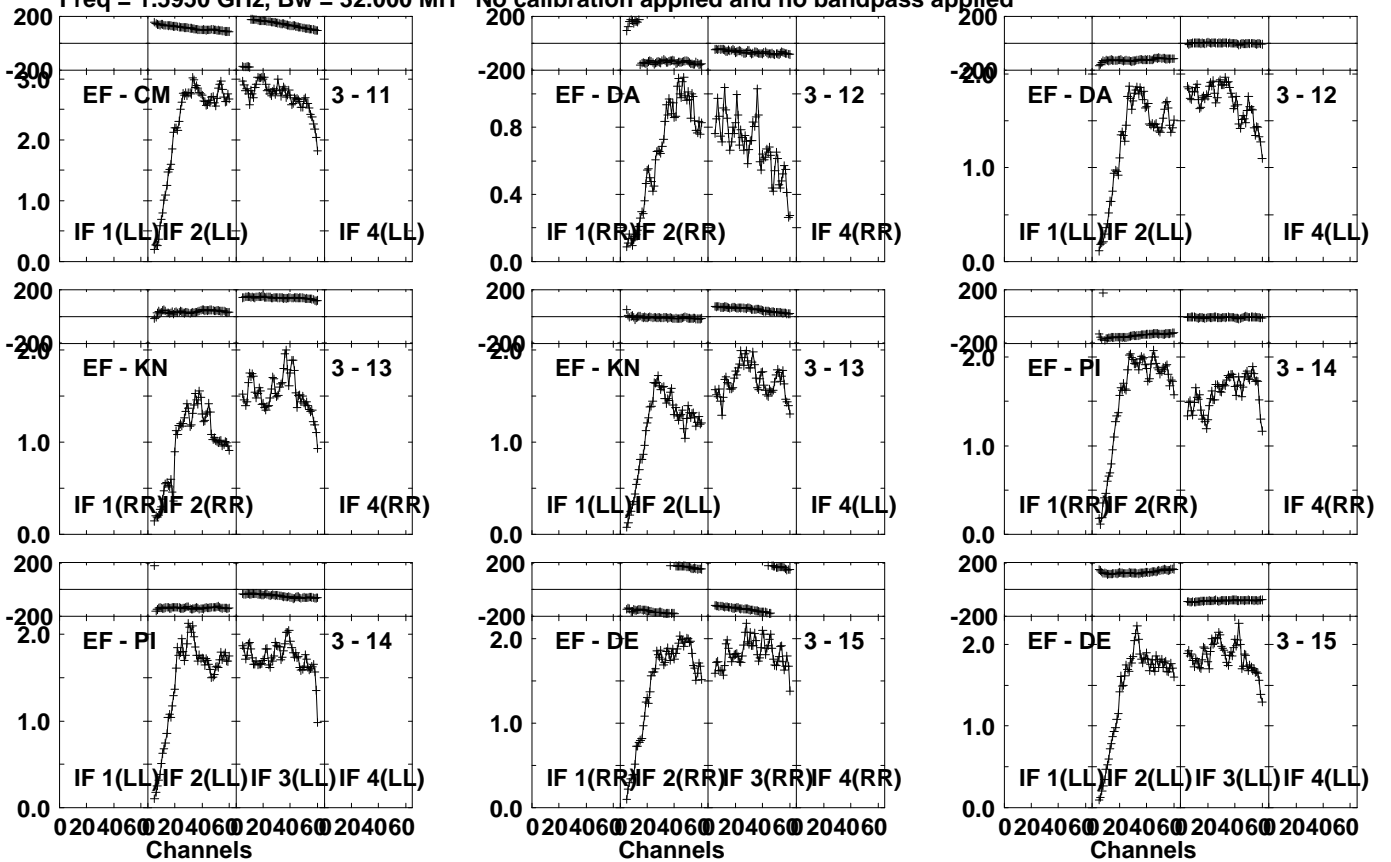 Freq = 1.5950 GHz, Bw = 32.000 MH No calibration applied and no bandpass applied
200 200 200
-200 -200 -200
3.0 EF - CM 3 - 11 EF - DA 3 - 12 2.0 EF - DA 3 - 12
2.0 0.8
1.0 0.4 1.0
IF 1(LL) IF 2(LL) IF 4(LL) IF 1(RR) IF 2(RR) IF 4(RR) IF 1(LL) IF 2(LL) IF 4(LL)
0.0 0.0 0.0
200 200 200
-200 -200 -200
2.0 EF - KN 3 - 13 2.0 EF - KN 3 - 13 2.0 EF - PI 3 - 14
1.0 1.0 1.0
IF 1(RR) IF 2(RR) IF 4(RR) IF 1(LL) IF 2(LL) IF 4(LL) IF 1(RR) IF 2(RR) IF 4(RR)
0.0 0.0 0.0
200 200 200
-200 -200 -200
2.0 EF - PI 3 - 14 2.0 EF - DE 3 - 15 2.0 EF - DE 3 - 15
1.0 1.0 1.0
IF 1(LL) IF 2(LL) IF 3(LL) IF 4(LL) IF 1(RR) IF 2(RR) IF 3(RR) IF 4(RR) IF 1(LL) IF 2(LL) IF 3(LL) IF 4(LL)
0.0 0.0 0.0
0 20 40 60 0 20 40 60 0 20 40 60 0 20 40 60 0 20 40 60 0 20 40 60 0 20 40 60 0 20 40 60 0 20 40 60 0 20 40 60 0 20 40 60 0 20 40 60
Channels Channels Channels